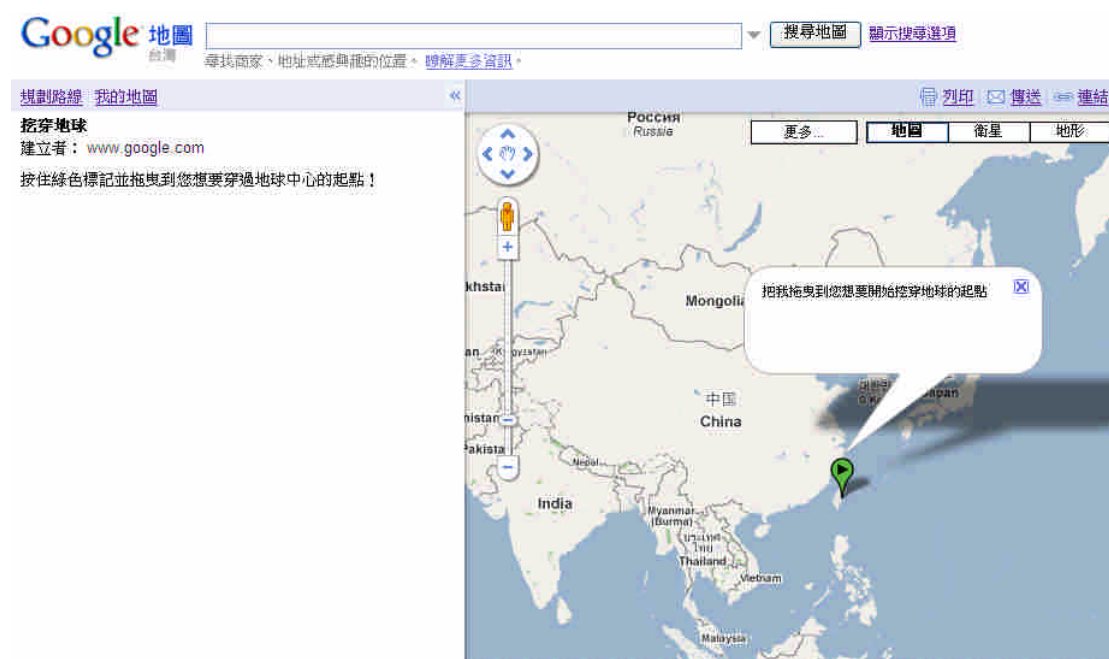 Google 地圖
台灣
搜尋地圖
顯示搜尋選項
尋找商家、地址或感興趣的位置。 瞭解更多資訊。
規劃路線 我的地圖
«
列印 傳送 連結
挖穿地球
建立者： www.google.com
按住綠色標記並拖曳到您想要穿過地球中心的起點！
Россия
Russia
更多...
地圖
衛星
地形
khsta
Mongolia
把我拖曳到您想要開始挖穿地球的起點
an
中国
China
nistan
Pakista
Nepal
India
Myanmar
(Burma)
Thailand
Vietnam
Malaysia